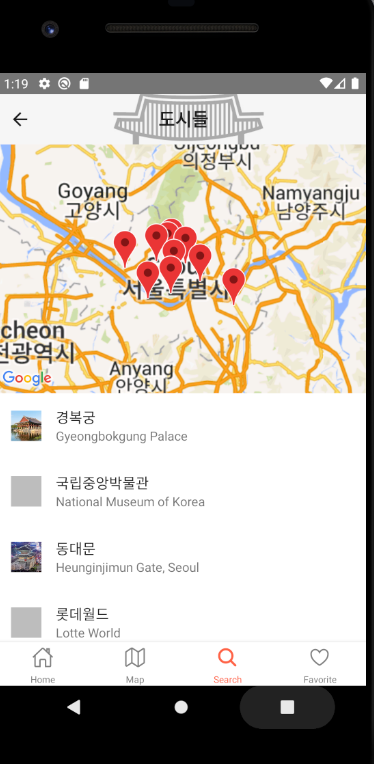 1:19
도시들
Uijeongbu
의정부시
Goyang
고양시
Namyangju
남양주시
서울특별시
cheon
천광역시
Anyang
안양시
Google
경복궁
Gyeongbokgung Palace
국립중앙박물관
National Museum of Korea
동대문
Heunginjimun Gate, Seoul
롯데월드
Lotte World
Home
Map
Search
Favorite